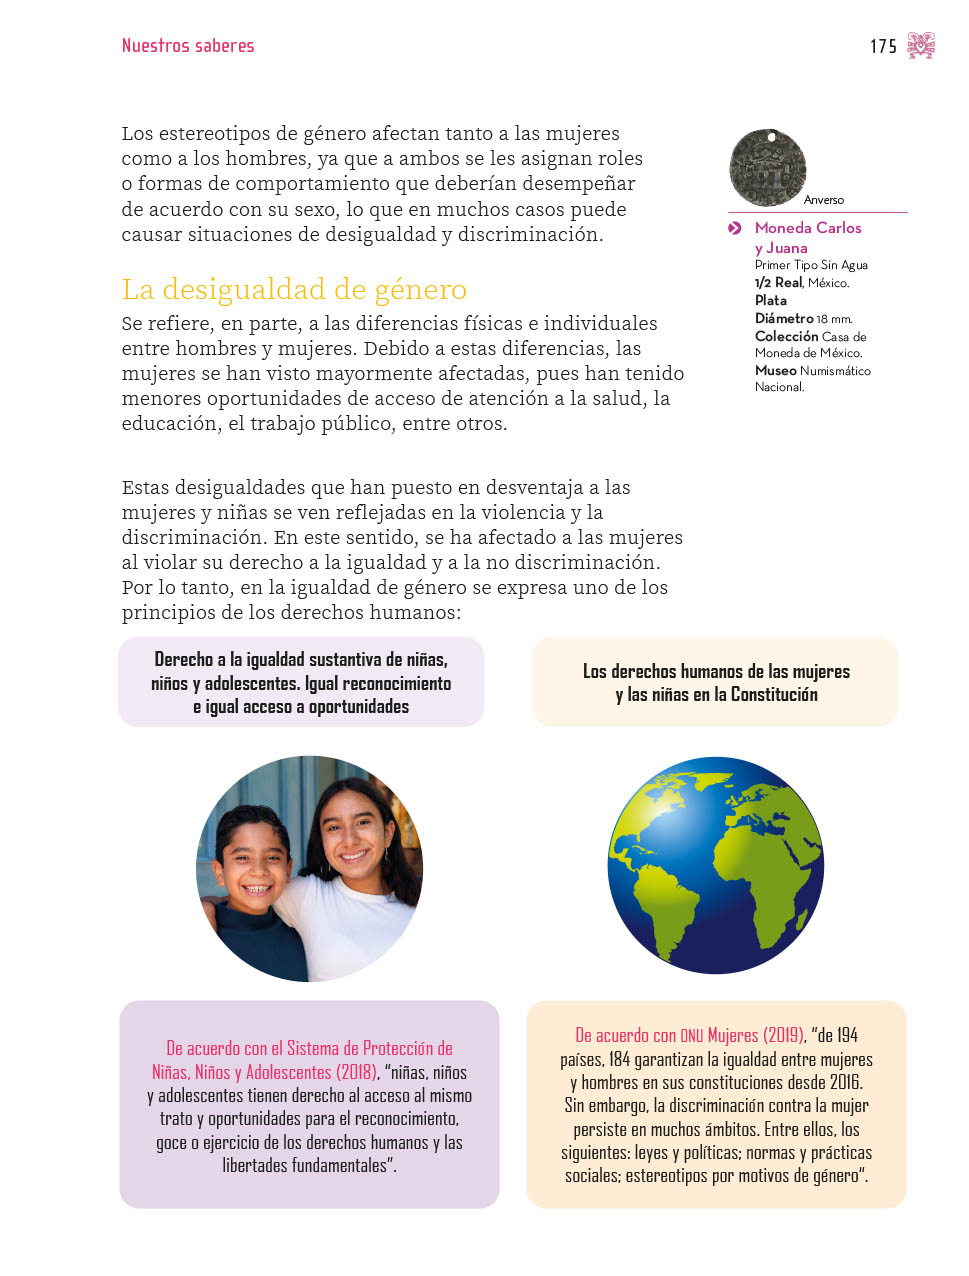 Nuestros saberes
175
Los estereotipos de género afectan tanto a las mujeres
como a los hombres, ya que a ambos se les asignan roles
o formas de comportamiento que deberían desempeñar
de acuerdo con su sexo, lo que en muchos casos puede
causar situaciones de desigualdad y discriminación.
Anverso
Moneda Carlos
y Juana
Primer Tipo Sin Agua
1/2 Real, México.
Plata
Diámetro 18 mm.
Colección Casa de
Moneda de México.
Museo Numismático
Nacional.
La desigualdad de género
Se refiere, en parte, a las diferencias físicas e individuales
entre hombres y mujeres. Debido a estas diferencias, las
mujeres se han visto mayormente afectadas, pues han tenido
menores oportunidades de acceso de atención a la salud, la
educación, el trabajo público, entre otros.
Estas desigualdades que han puesto en desventaja a las
mujeres y niñas se ven reflejadas en la violencia y la
discriminación. En este sentido, se ha afectado a las mujeres
al violar su derecho a la igualdad y a la no discriminación.
Por lo tanto, en la igualdad de género se expresa uno de los
principios de los derechos humanos:
Derecho a la igualdad sustantiva de niñas,
niños y adolescentes. Igual reconocimiento
e igual acceso a oportunidades
Los derechos humanos de las mujeres
y las niñas en la Constitución
De acuerdo con el Sistema de Protección de
Niñas, Niños y Adolescentes (2018), “niñas, niños
y adolescentes tienen derecho al acceso al mismo
trato y oportunidades para el reconocimiento,
goce o ejercicio de los derechos humanos y las
libertades fundamentales”.
De acuerdo con ONU Mujeres (2019), “de 194
países, 184 garantizan la igualdad entre mujeres
y hombres en sus constituciones desde 2016.
Sin embargo, la discriminación contra la mujer
persiste en muchos ámbitos. Entre ellos, los
siguientes: leyes y políticas; normas y prácticas
sociales; estereotipos por motivos de género“.